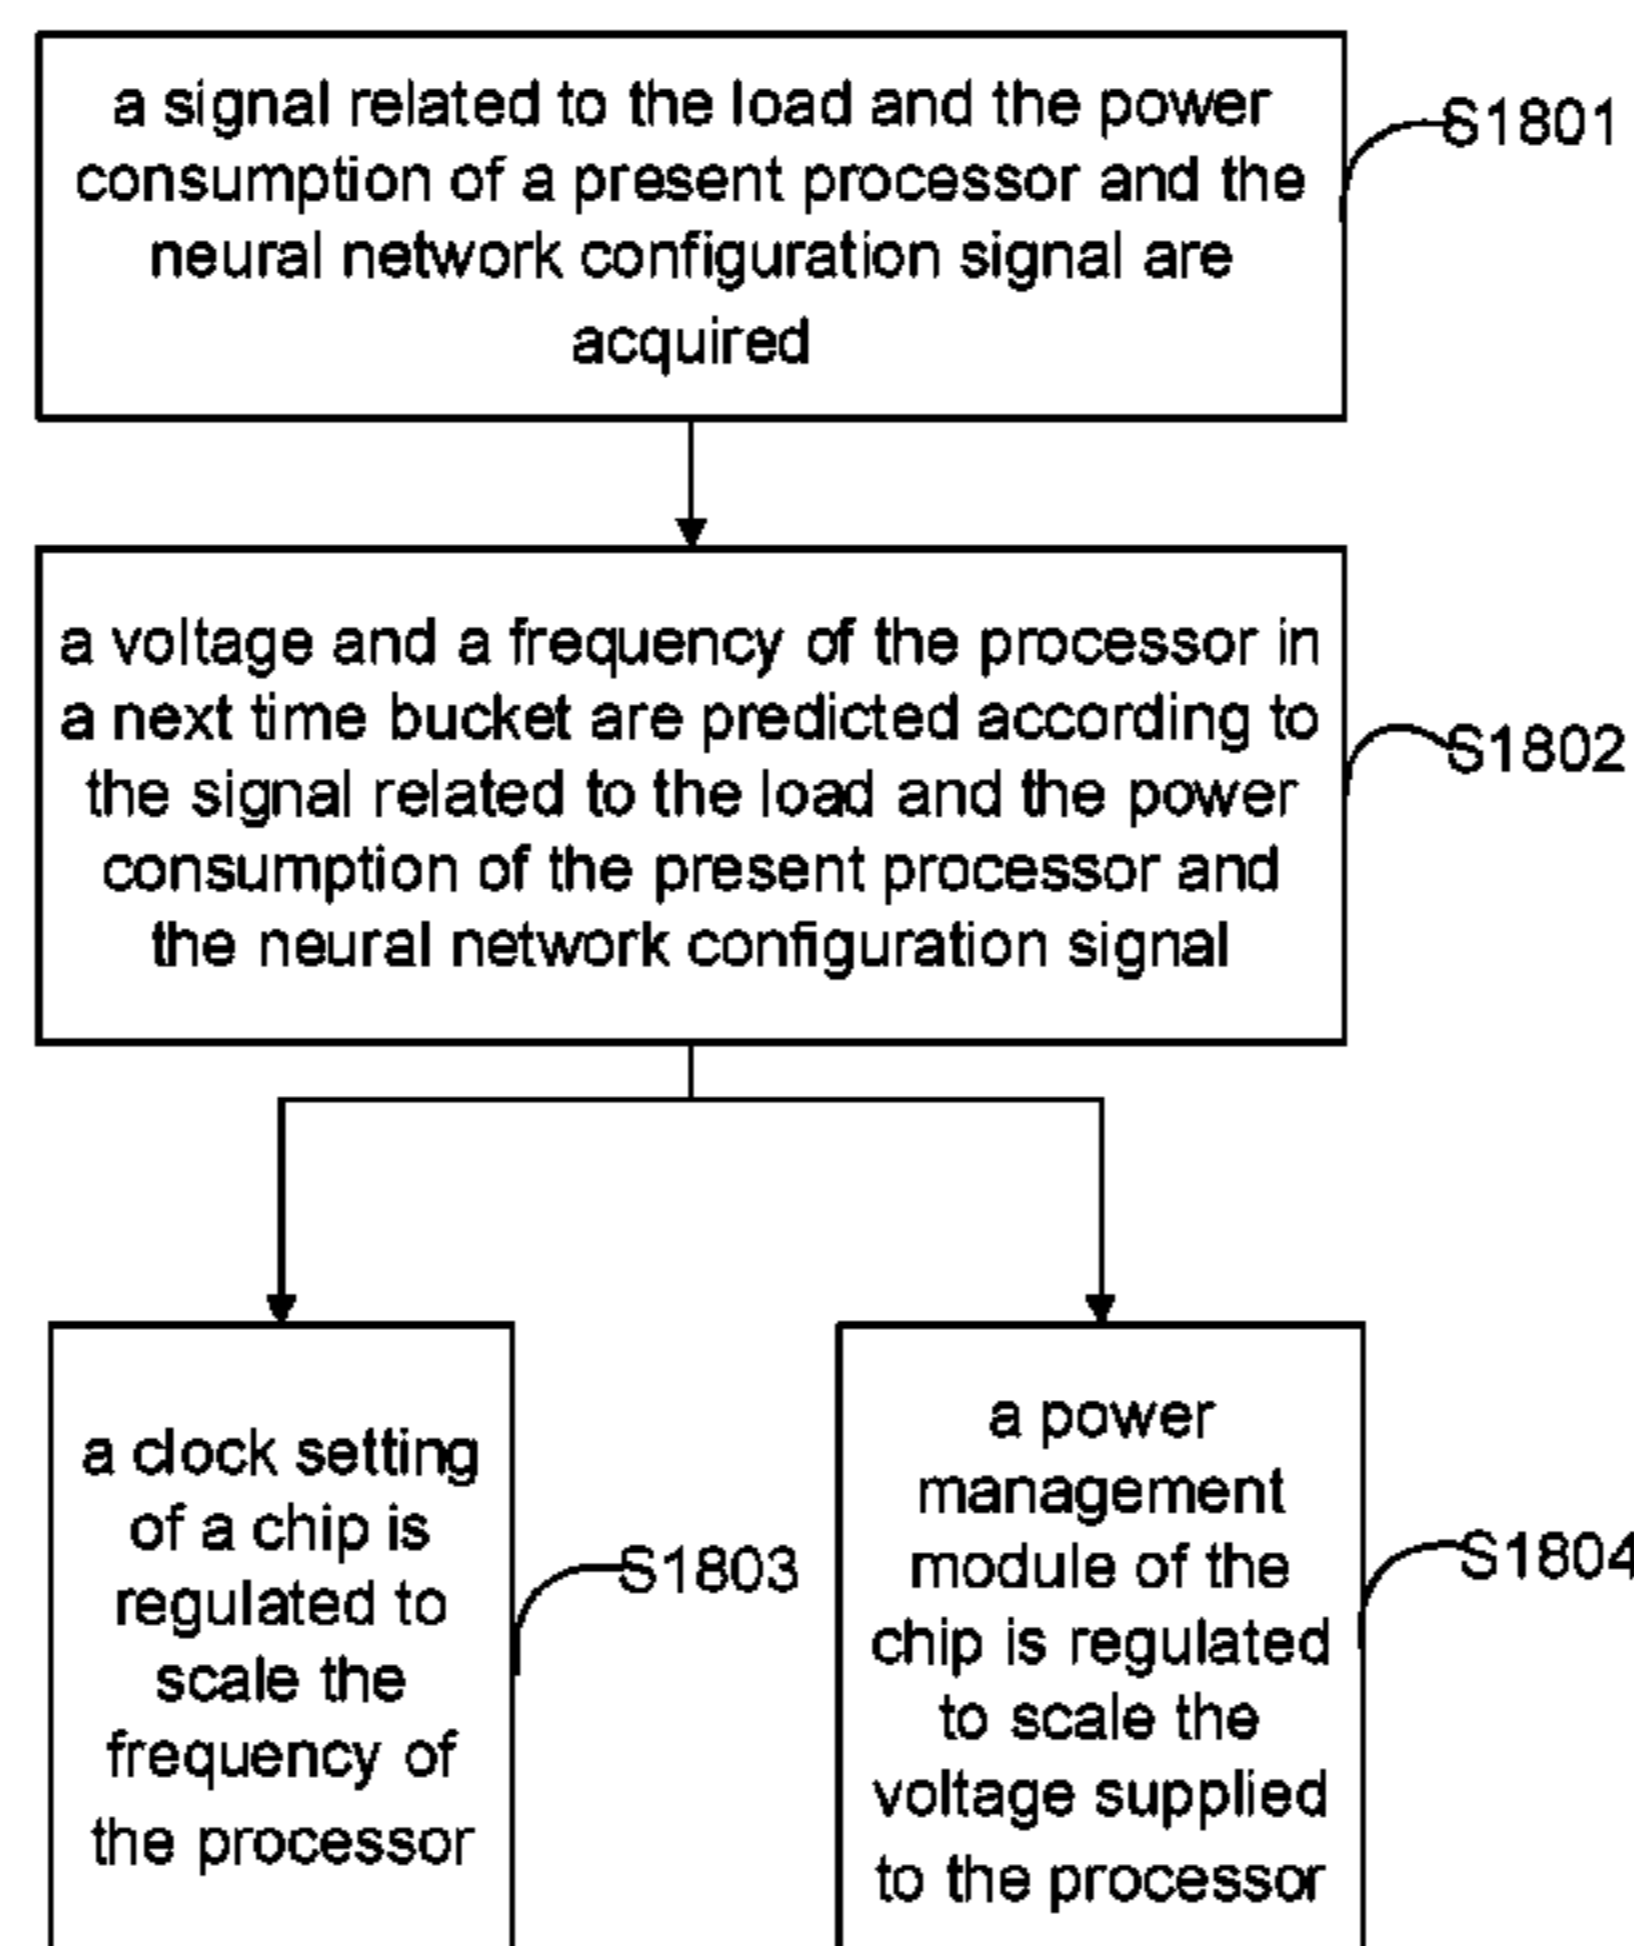 a signal related to the load and the power
consumption of a present processor and the
neural network configuration signal are
acquired
S1801
a voltage and a frequency of the processor in
a next time bucket are predicted according to
the signal related to the load and the power
consumption of the present processor and
the neural network configuration signal
S1802
a clock setting
of a chip is
regulated to
scale the
frequency of
the processor
S1803
a power
management
module of the
chip is regulated
to scale the
voltage supplied
to the processor
S1804